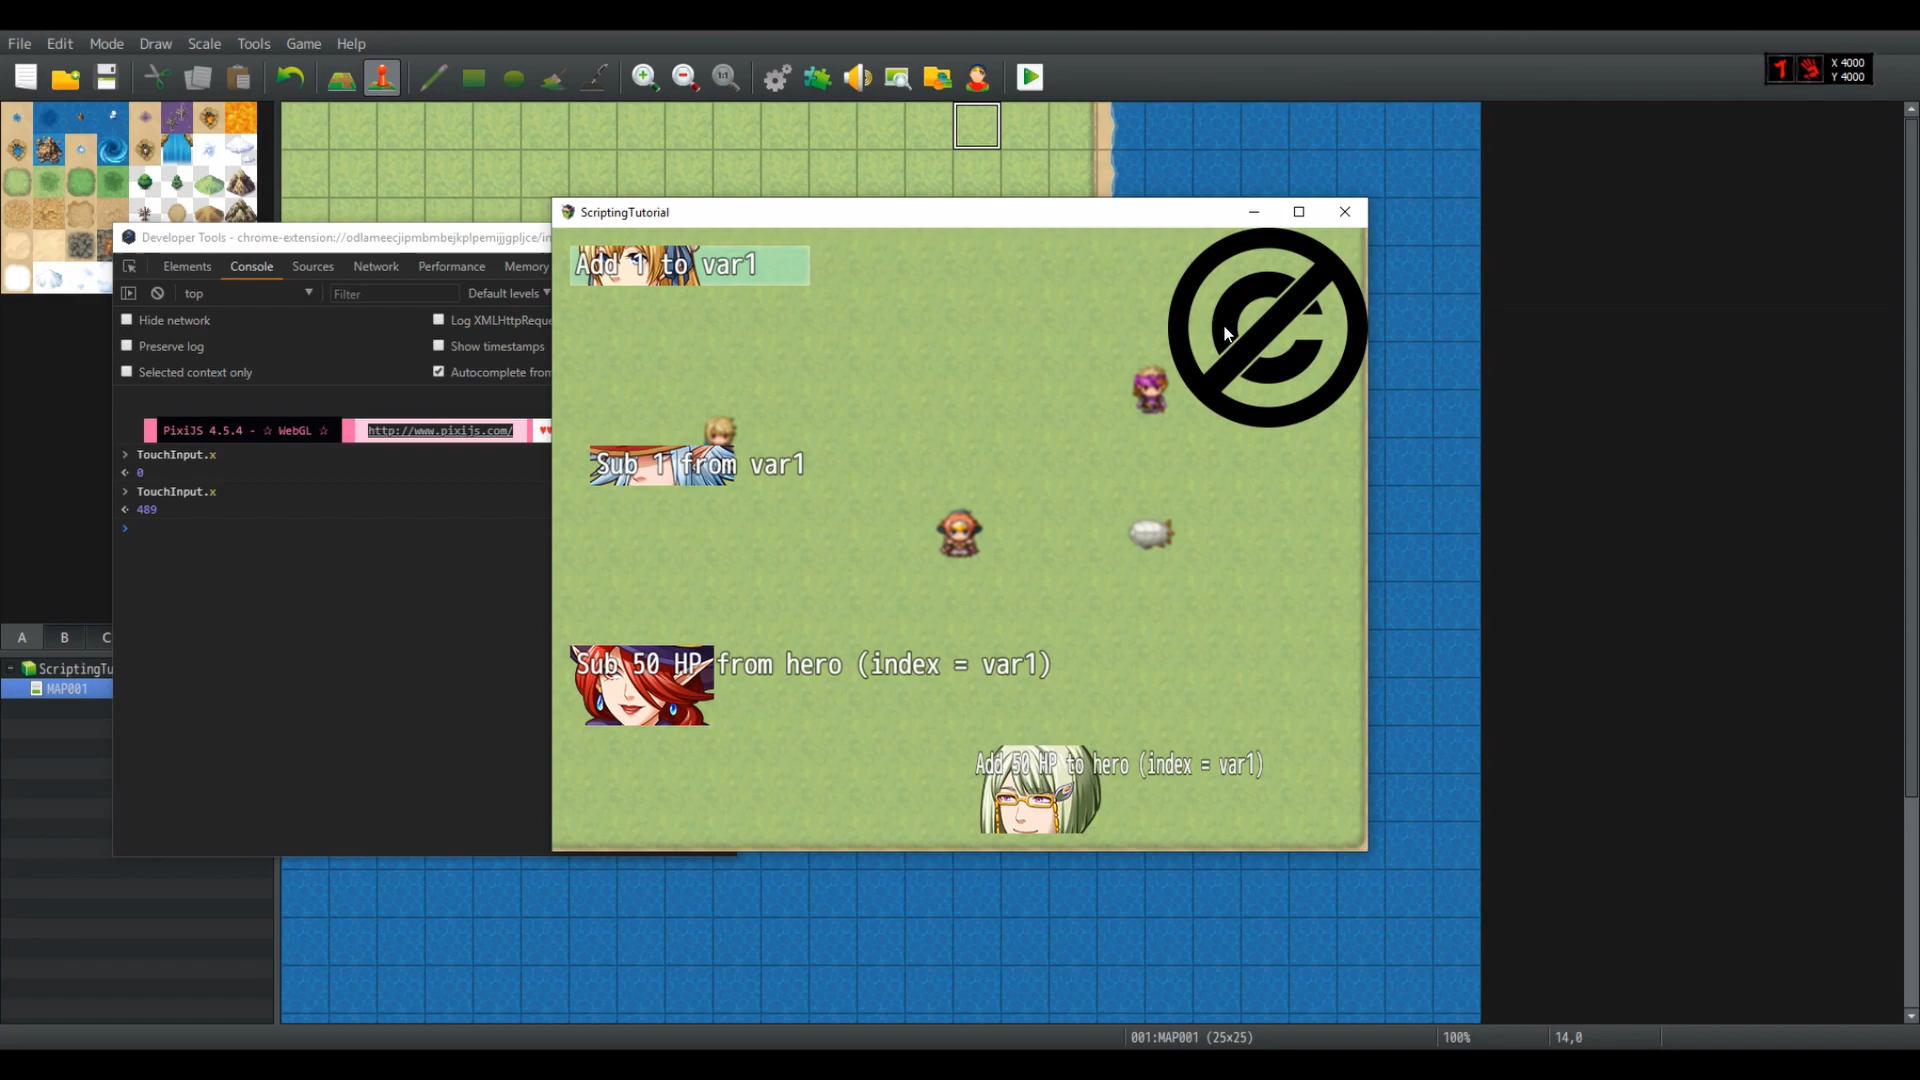 File Edit Mode Draw Scale Tools Game Help
1:1
X 4000
Y 4000
ScriptingTutorial
Developer Tools - chrome-extension://odlameecjipmbmbejkplpemijjgpljce/in
Elements Console Sources Network Performance Memory
top Filter Default levels
Hide network Log XMLHttpReque
Preserve log Show timestamps
Selected context only Autocomplete from
PixiJS 4.5.4 - ☆ WebGL ☆ http://www.pixijs.com/ ♥♥
> TouchInput.x
0
> TouchInput.x
489
>
Add 1 to var1
Sub 1 from var1
Sub 50 HP from hero (index = var1)
Add 50 HP to hero (index = var1)
A B C
ScriptingTu
MAP001
001:MAP001 (25x25) 100% 14,0